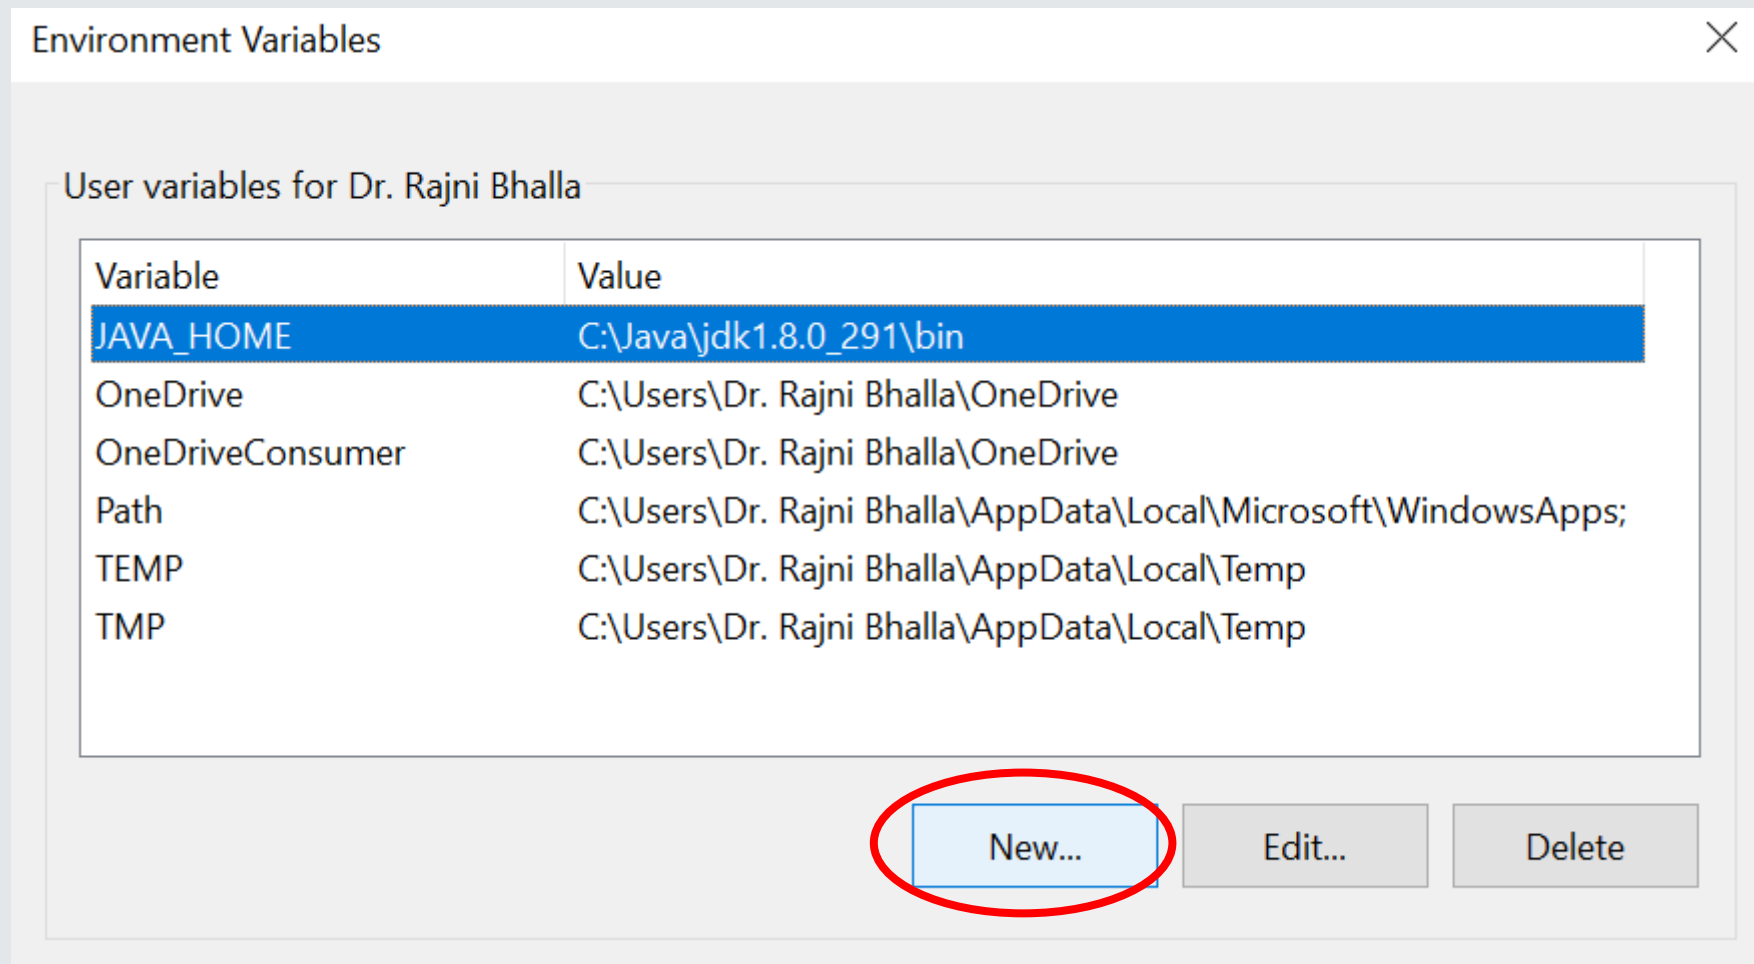 Environment Variables
User variables for Dr. Rajni Bhalla
Variable Value
JAVA_HOME C:\Java\jdk1.8.0_291\bin
OneDrive C:\Users\Dr. Rajni Bhalla\OneDrive
OneDriveConsumer C:\Users\Dr. Rajni Bhalla\OneDrive
Path C:\Users\Dr. Rajni Bhalla\AppData\Local\Microsoft\WindowsApps;
TEMP C:\Users\Dr. Rajni Bhalla\AppData\Local\Temp
TMP C:\Users\Dr. Rajni Bhalla\AppData\Local\Temp
New... Edit... Delete